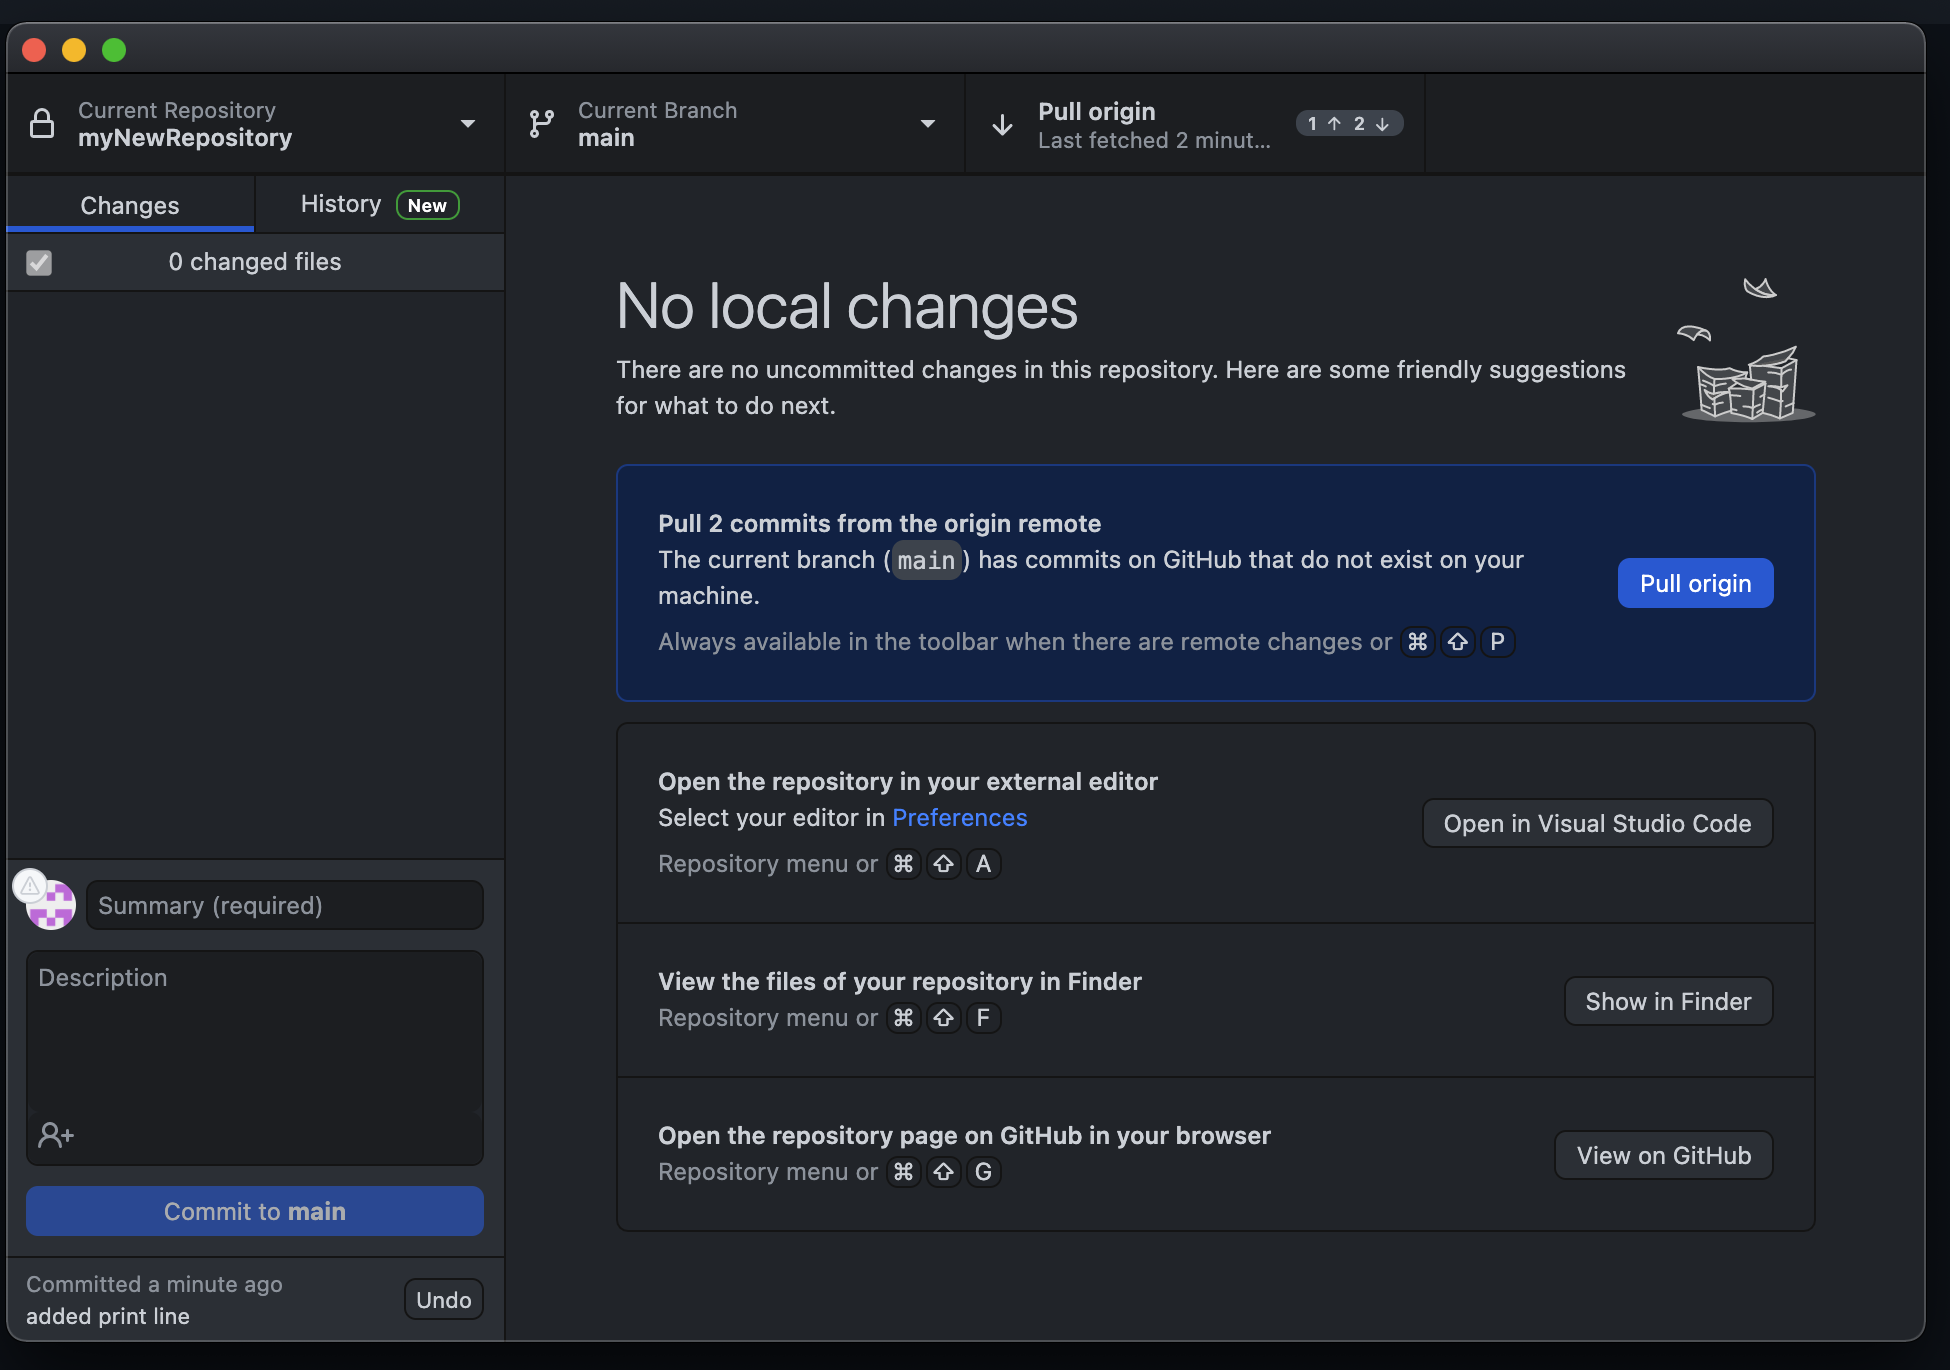 Current Repository
myNewRepository
Current Branch
main
Pull origin
Last fetched 2 minut...
1 ↑ 2 ↓
Changes
History New
0 changed files
No local changes
There are no uncommitted changes in this repository. Here are some friendly suggestions
for what to do next.
Pull 2 commits from the origin remote
The current branch (main) has commits on GitHub that do not exist on your
machine.
Always available in the toolbar when there are remote changes or ⌘ ⇧ P
Pull origin
Open the repository in your external editor
Select your editor in Preferences
Repository menu or ⌘ ⇧ A
Open in Visual Studio Code
View the files of your repository in Finder
Repository menu or ⌘ ⇧ F
Show in Finder
Open the repository page on GitHub in your browser
Repository menu or ⌘ ⇧ G
View on GitHub
Summary (required)
Description
Commit to main
Committed a minute ago
added print line
Undo